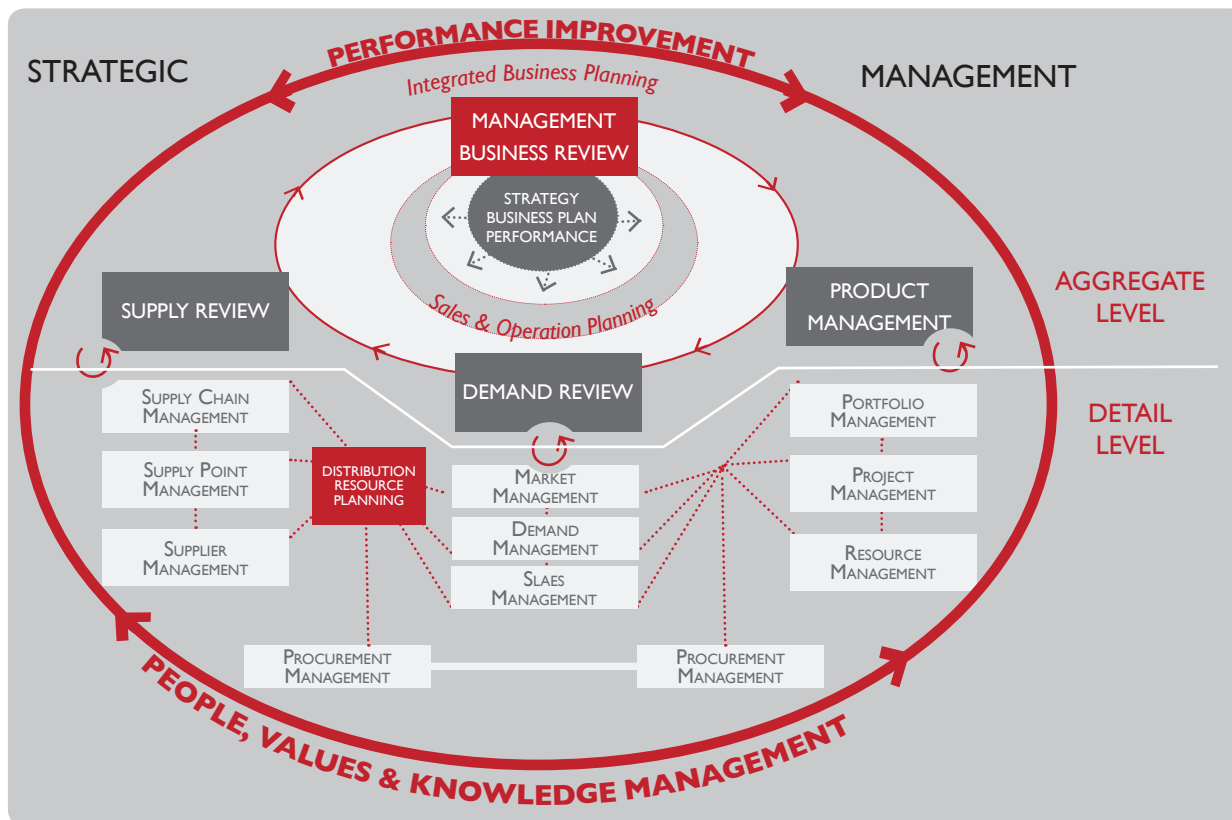 PERFORMANCE IMPROVEMENT
STRATEGIC
MANAGEMENT
Integrated Business Planning
MANAGEMENT
BUSINESS REVIEW
STRATEGY
BUSINESS PLAN
PERFORMANCE
Sales & Operation Planning
SUPPLY REVIEW
PRODUCT
MANAGEMENT
AGGREGATE
LEVEL
DEMAND REVIEW
DETAIL
LEVEL
SUPPLY CHAIN
MANAGEMENT
SUPPLY POINT
MANAGEMENT
SUPPLIER
MANAGEMENT
DISTRIBUTION
RESOURCE
PLANNING
MARKET
MANAGEMENT
DEMAND
MANAGEMENT
SLAES
MANAGEMENT
PORTFOLIO
MANAGEMENT
PROJECT
MANAGEMENT
RESOURCE
MANAGEMENT
PROCUREMENT
MANAGEMENT
PROCUREMENT
MANAGEMENT
PEOPLE, VALUES & KNOWLEDGE MANAGEMENT